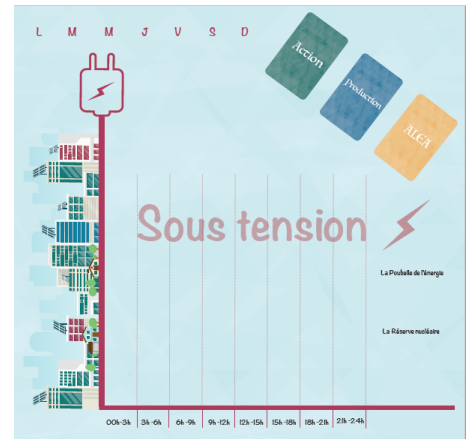 L M M J V S D
Action
Production
ALEA
Sous tension
La Poubelle de l'énergie
La Réserve nucléaire
00h-3h 3h-6h 6h-9h 9h-12h 12h-15h 15h-18h 18h-21h 21h-24h